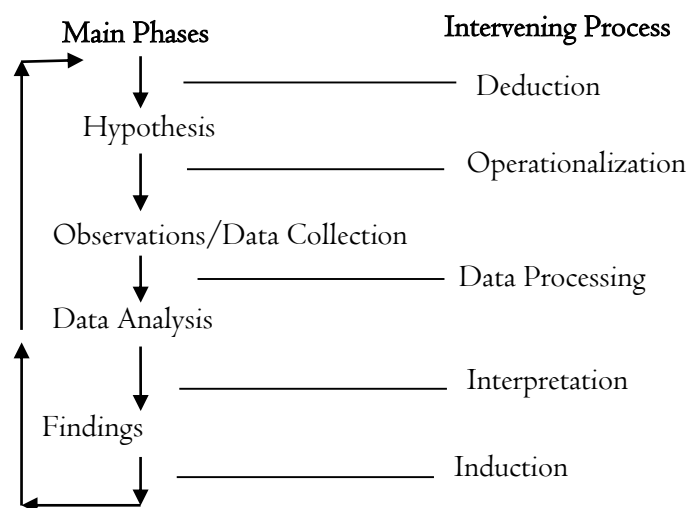 Main Phases
Intervening Process
Deduction
Hypothesis
Operationalization
Observations/Data Collection
Data Processing
Data Analysis
Interpretation
Findings
Induction